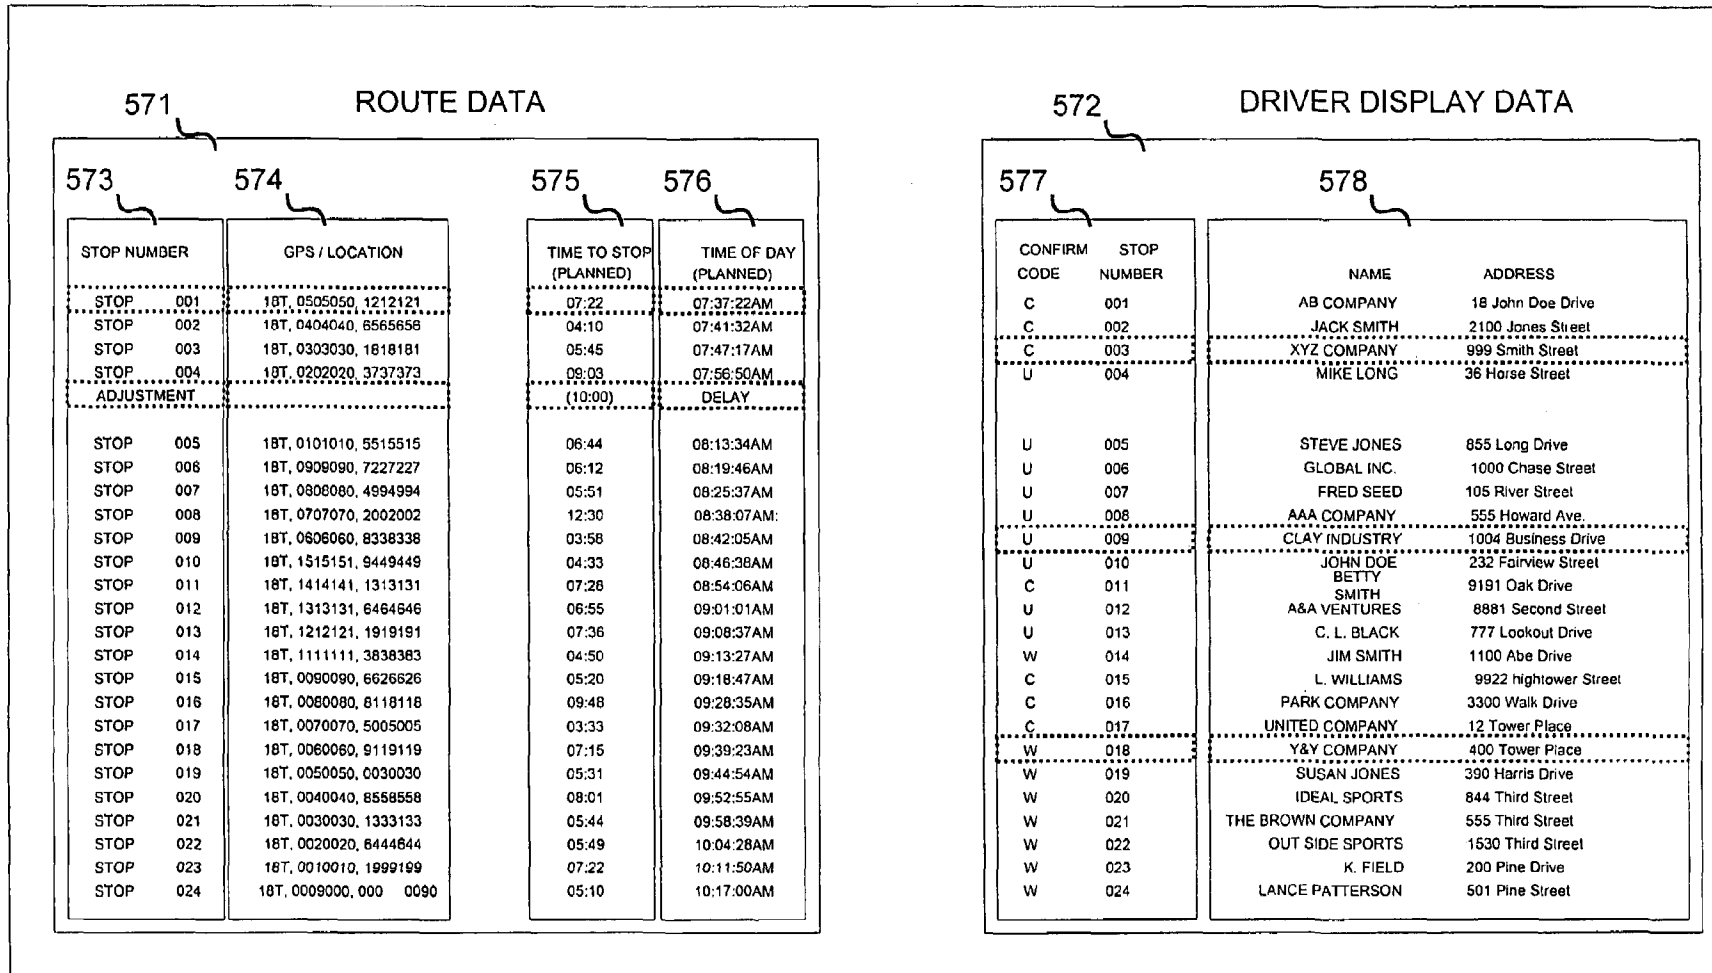 571 ROUTE DATA
573 574 575 576
STOP NUMBER GPS / LOCATION TIME TO STOP (PLANNED) TIME OF DAY (PLANNED)
STOP 001 18T, 0505050, 1212121 07:22 07:37:22AM
STOP 002 18T, 0404040, 6565656 04:10 07:41:32AM
STOP 003 18T, 0303030, 1818181 05:45 07:47:17AM
STOP 004 18T, 0202020, 3737373 09:03 07:56:50AM
ADJUSTMENT (10:00) DELAY
STOP 005 18T, 0101010, 5515515 06:44 08:13:34AM
STOP 006 18T, 0909090, 7227227 06:12 08:19:46AM
STOP 007 18T, 0808080, 4994994 05:51 08:25:37AM
STOP 008 18T, 0707070, 2002002 12:30 08:38:07AM:
STOP 009 18T, 0606060, 8338338 03:58 08:42:05AM
STOP 010 18T, 1515151, 9449449 04:33 08:46:38AM
STOP 011 18T, 1414141, 1313131 07:28 08:54:06AM
STOP 012 18T, 1313131, 6464646 06:55 09:01:01AM
STOP 013 18T, 1212121, 1919191 07:36 09:08:37AM
STOP 014 18T, 1111111, 3838383 04:50 09:13:27AM
STOP 015 18T, 0090090, 6626626 05:20 09:18:47AM
STOP 016 18T, 0080080, 8118118 09:48 09:28:35AM
STOP 017 18T, 0070070, 5005005 03:33 09:32:08AM
STOP 018 18T, 0060060, 9119119 07:15 09:39:23AM
STOP 019 18T, 0050050, 0030030 05:31 09:44:54AM
STOP 020 18T, 0040040, 8558558 08:01 09:52:55AM
STOP 021 18T, 0030030, 1333133 05:44 09:58:39AM
STOP 022 18T, 0020020, 6444644 05:49 10:04:28AM
STOP 023 18T, 0010010, 1999199 07:22 10:11:50AM
STOP 024 18T, 0009000, 000 0090 05:10 10:17:00AM
572 DRIVER DISPLAY DATA
577 578
CONFIRM CODE STOP NUMBER NAME ADDRESS
C 001 AB COMPANY 18 John Doe Drive
C 002 JACK SMITH 2100 Jones Street
C 003 XYZ COMPANY 999 Smith Street
U 004 MIKE LONG 36 Horse Street
U 005 STEVE JONES 855 Long Drive
U 006 GLOBAL INC. 1000 Chase Street
U 007 FRED SEED 105 River Street
U 008 AAA COMPANY 555 Howard Ave.
U 009 CLAY INDUSTRY 1004 Business Drive
U 010 JOHN DOE 232 Fairview Street
C 011 BETTY SMITH 9191 Oak Drive
U 012 A&A VENTURES 8881 Second Street
U 013 C. L. BLACK 777 Lookout Drive
W 014 JIM SMITH 1100 Abe Drive
C 015 L. WILLIAMS 9922 hightower Street
C 016 PARK COMPANY 3300 Walk Drive
C 017 UNITED COMPANY 12 Tower Place
W 018 Y&Y COMPANY 400 Tower Place
W 019 SUSAN JONES 390 Harris Drive
W 020 IDEAL SPORTS 844 Third Street
W 021 THE BROWN COMPANY 555 Third Street
W 022 OUT SIDE SPORTS 1530 Third Street
W 023 K. FIELD 200 Pine Drive
W 024 LANCE PATTERSON 501 Pine Street